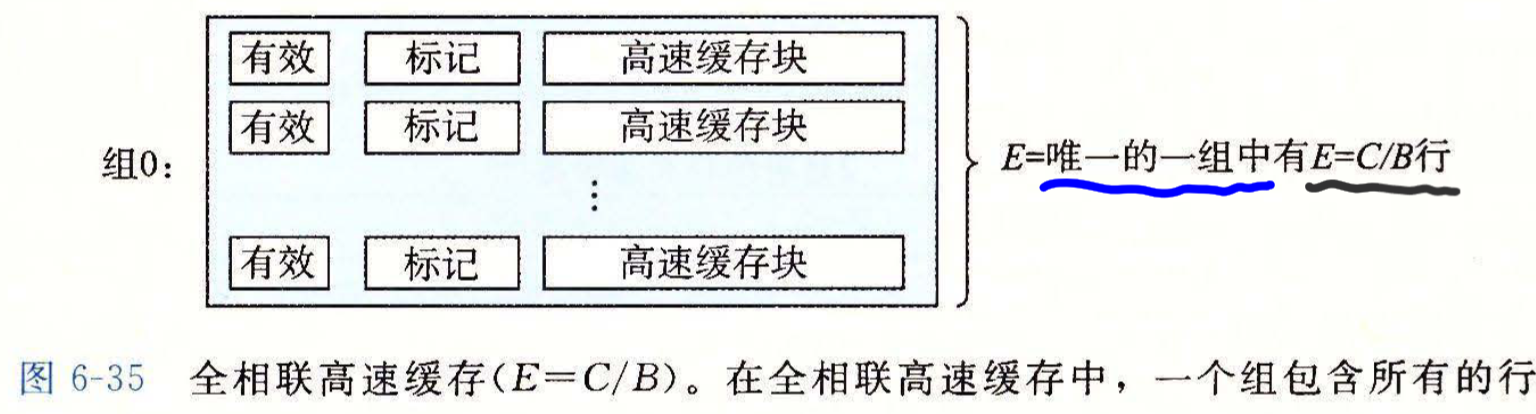 有效 标记 高速缓存块
有效 标记 高速缓存块
组0: E=唯一的一组中有E=C/B行
⋮
有效 标记 高速缓存块
图 6-35 全相联高速缓存(E=C/B)。在全相联高速缓存中，一个组包含所有的行